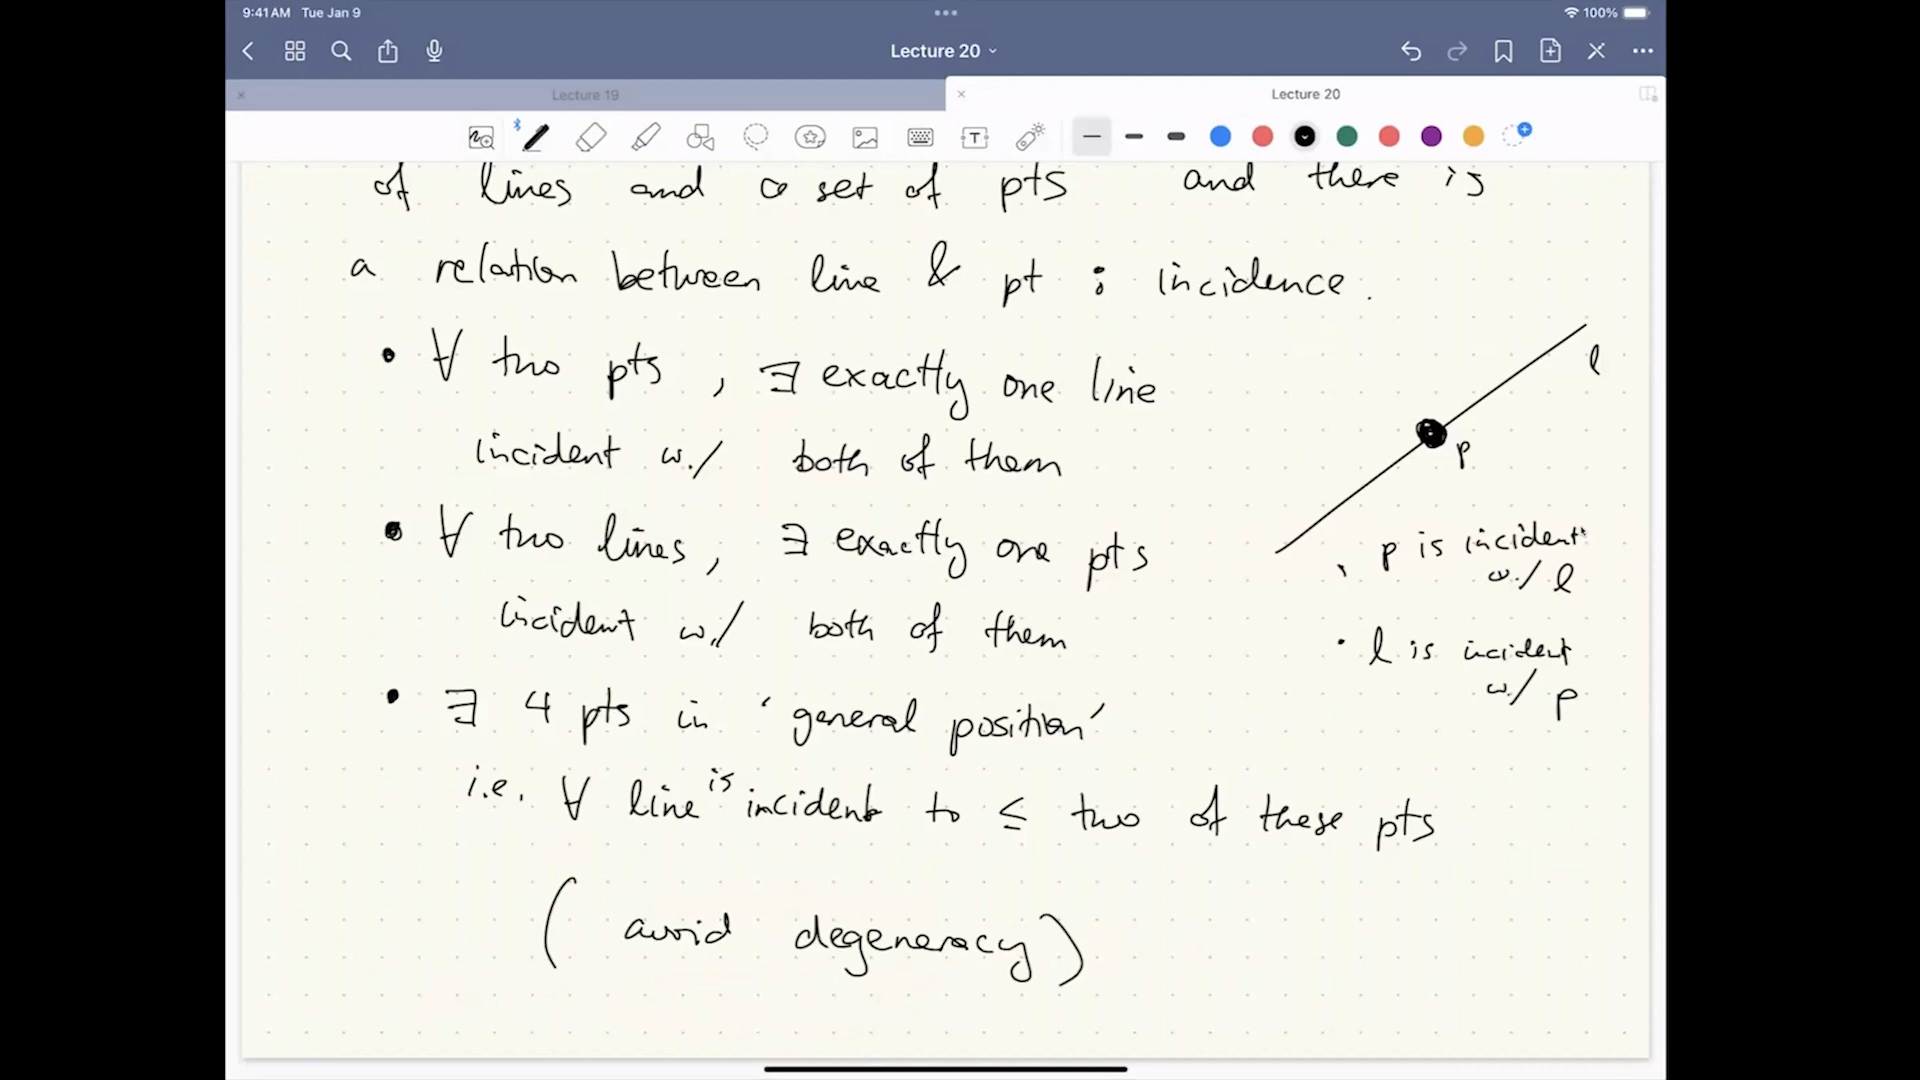 9:41 AM Tue Jan 9
100%
Lecture 20
Lecture 19
Lecture 20
of lines and a set of pts and there is
a relation between line & pt : incidence.
• ∀ two pts, ∃ exactly one line
incident w./ both of them
• ∀ two lines, ∃ exactly one pts
incident w./ both of them
• ∃ 4 pts in 'general position'
i.e. ∀ line is incident to ≤ two of these pts
(avoid degeneracy)
l
p
• p is incident
w./ l
• l is incident
w./ p